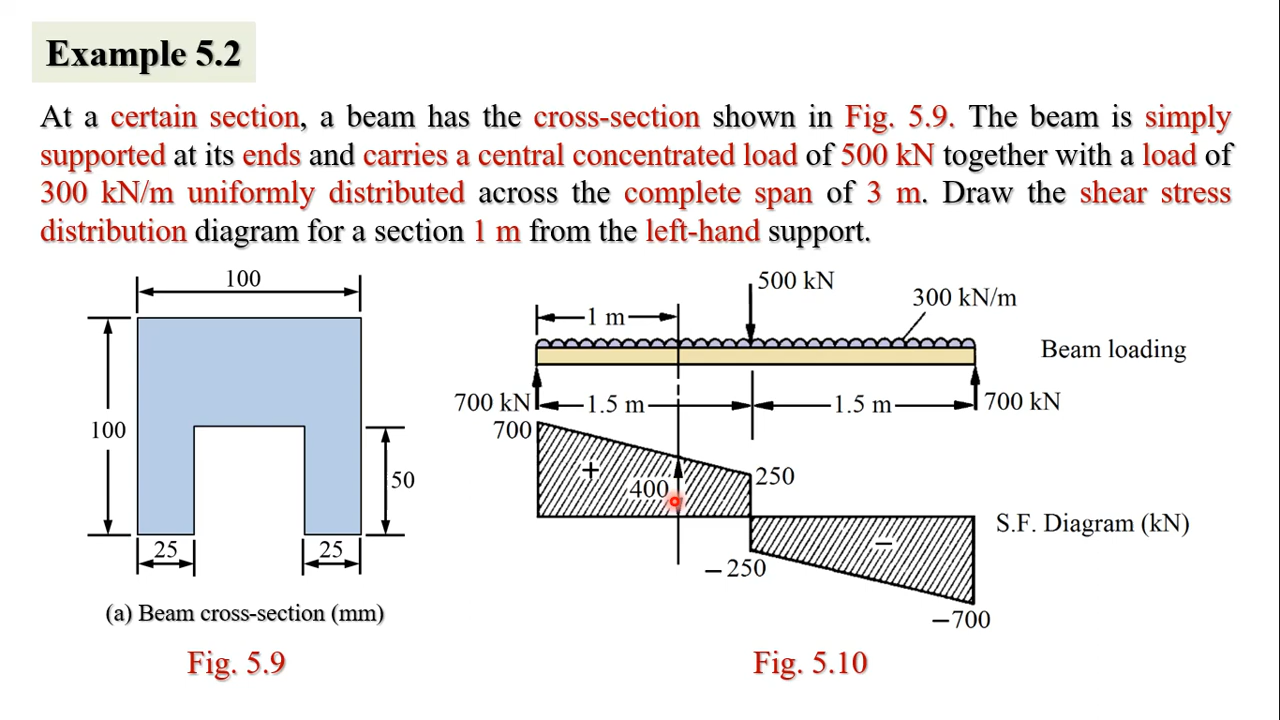 Example 5.2
At a certain section, a beam has the cross-section shown in Fig. 5.9. The beam is simply
supported at its ends and carries a central concentrated load of 500 kN together with a load of
300 kN/m uniformly distributed across the complete span of 3 m. Draw the shear stress
distribution diagram for a section 1 m from the left-hand support.
100
100
50
25
25
(a) Beam cross-section (mm)
Fig. 5.9
500 kN
300 kN/m
1 m
Beam loading
700 kN
1.5 m
1.5 m
700 kN
700
+
400
250
S.F. Diagram (kN)
−
−250
−700
Fig. 5.10